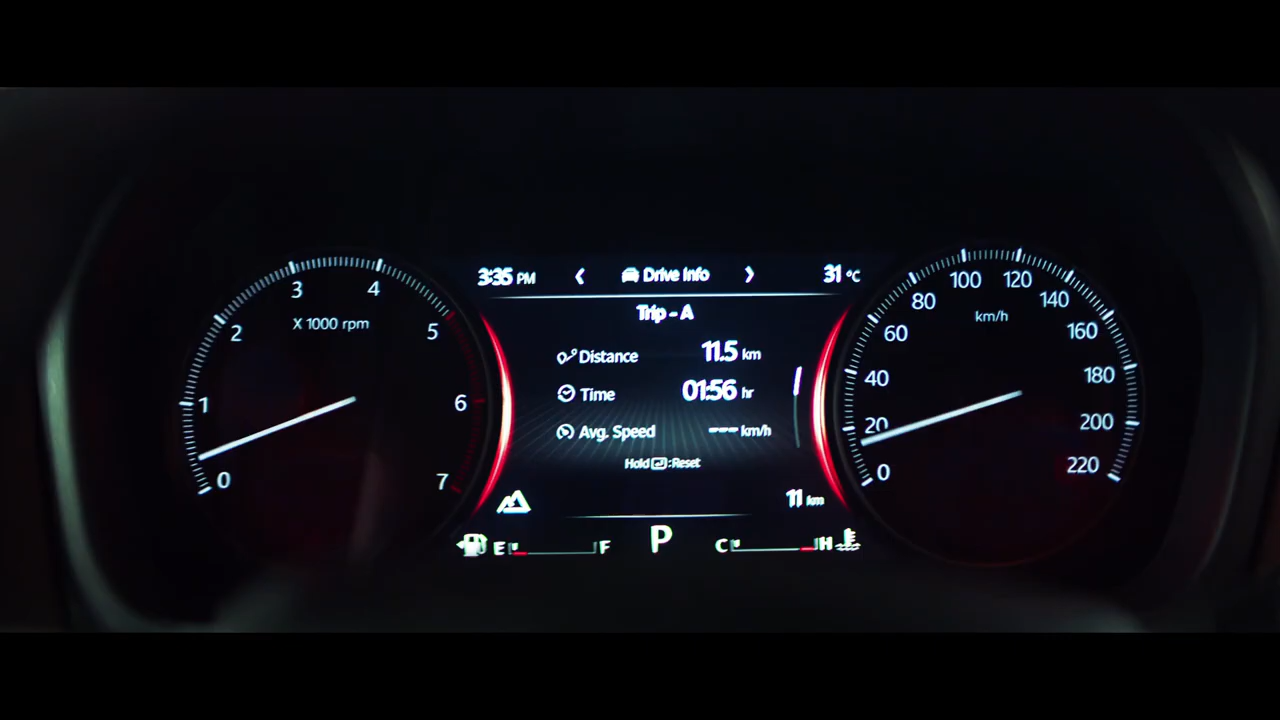 3:35 PM Drive Info 31 °C
Trip - A
Distance 11.5 km
Time 01:56 hr
Avg. Speed --- km/h
Hold :Reset
11 km
E F P C H
0 1 2 3 4 5 6 7
X 1000 rpm
0 20 40 60 80 100 120 140 160 180 200 220
km/h